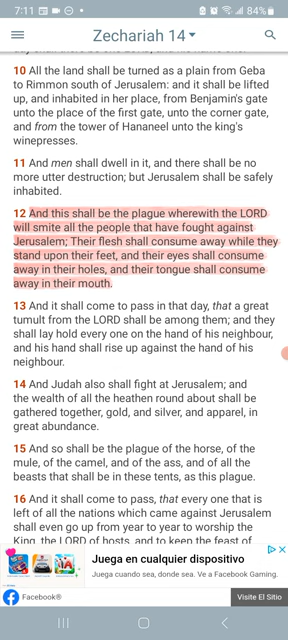 7:11
84%
Zechariah 14
10 All the land shall be turned as a plain from Geba
to Rimmon south of Jerusalem: and it shall be lifted
up, and inhabited in her place, from Benjamin's gate
unto the place of the first gate, unto the corner gate,
and from the tower of Hananeel unto the king's
winepresses.
11 And men shall dwell in it, and there shall be no
more utter destruction; but Jerusalem shall be safely
inhabited.
12 And this shall be the plague wherewith the LORD
will smite all the people that have fought against
Jerusalem; Their flesh shall consume away while they
stand upon their feet, and their eyes shall consume
away in their holes, and their tongue shall consume
away in their mouth.
13 And it shall come to pass in that day, that a great
tumult from the LORD shall be among them; and they
shall lay hold every one on the hand of his neighbour,
and his hand shall rise up against the hand of his
neighbour.
14 And Judah also shall fight at Jerusalem; and
the wealth of all the heathen round about shall be
gathered together, gold, and silver, and apparel, in
great abundance.
15 And so shall be the plague of the horse, of the
mule, of the camel, and of the ass, and of all the
beasts that shall be in these tents, as this plague.
16 And it shall come to pass, that every one that is
left of all the nations which came against Jerusalem
shall even go up from year to year to worship the
King, the LORD of hosts, and to keep the feast of
Juega en cualquier dispositivo
Juega cuando sea, donde sea. Ve a Facebook Gaming.
Facebook®
Visite El Sitio